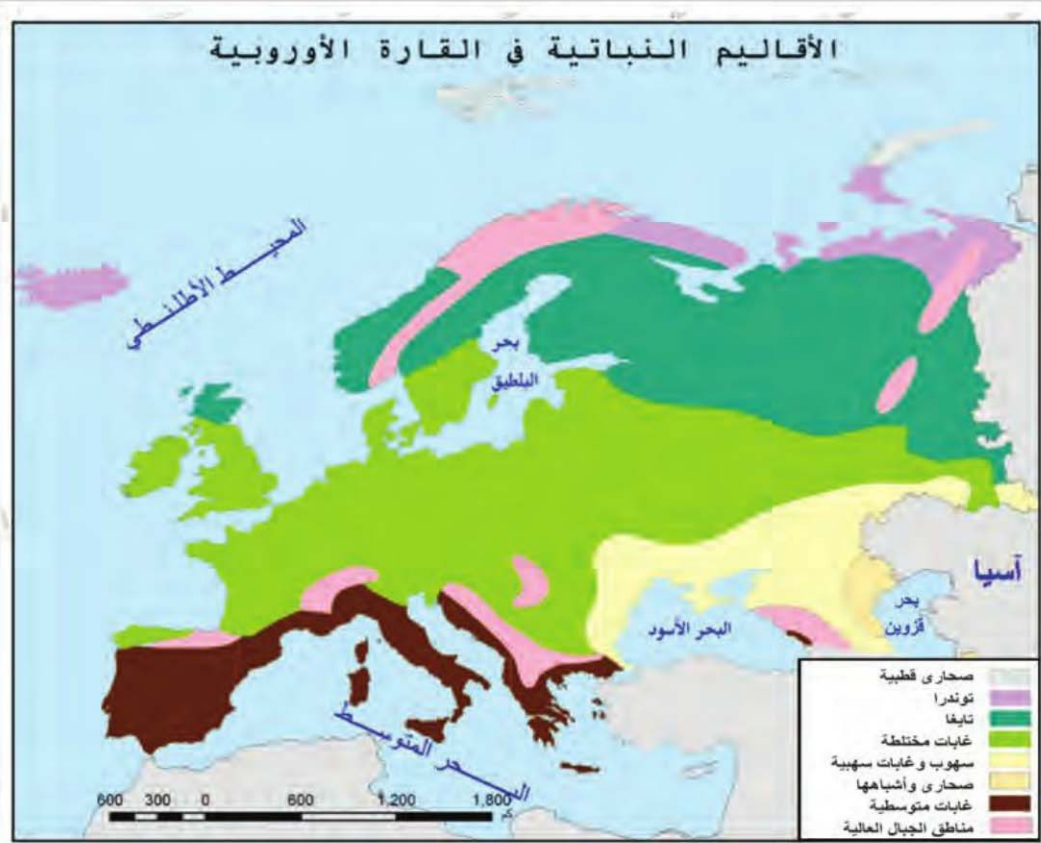 الأقاليم النباتية في القارة الأوروبية
المحيط الأطلنطي
بحر
البلطيق
آسيا
بحر
قزوين
البحر الأسود
البحر المتوسط
صحارى قطبية
توندرا
تايغا
غابات مختلطة
سهوب وغابات سهبية
صحارى وأشباهها
غابات متوسطية
مناطق الجبال العالية
600 300 0 600 1,200 1,800
كم